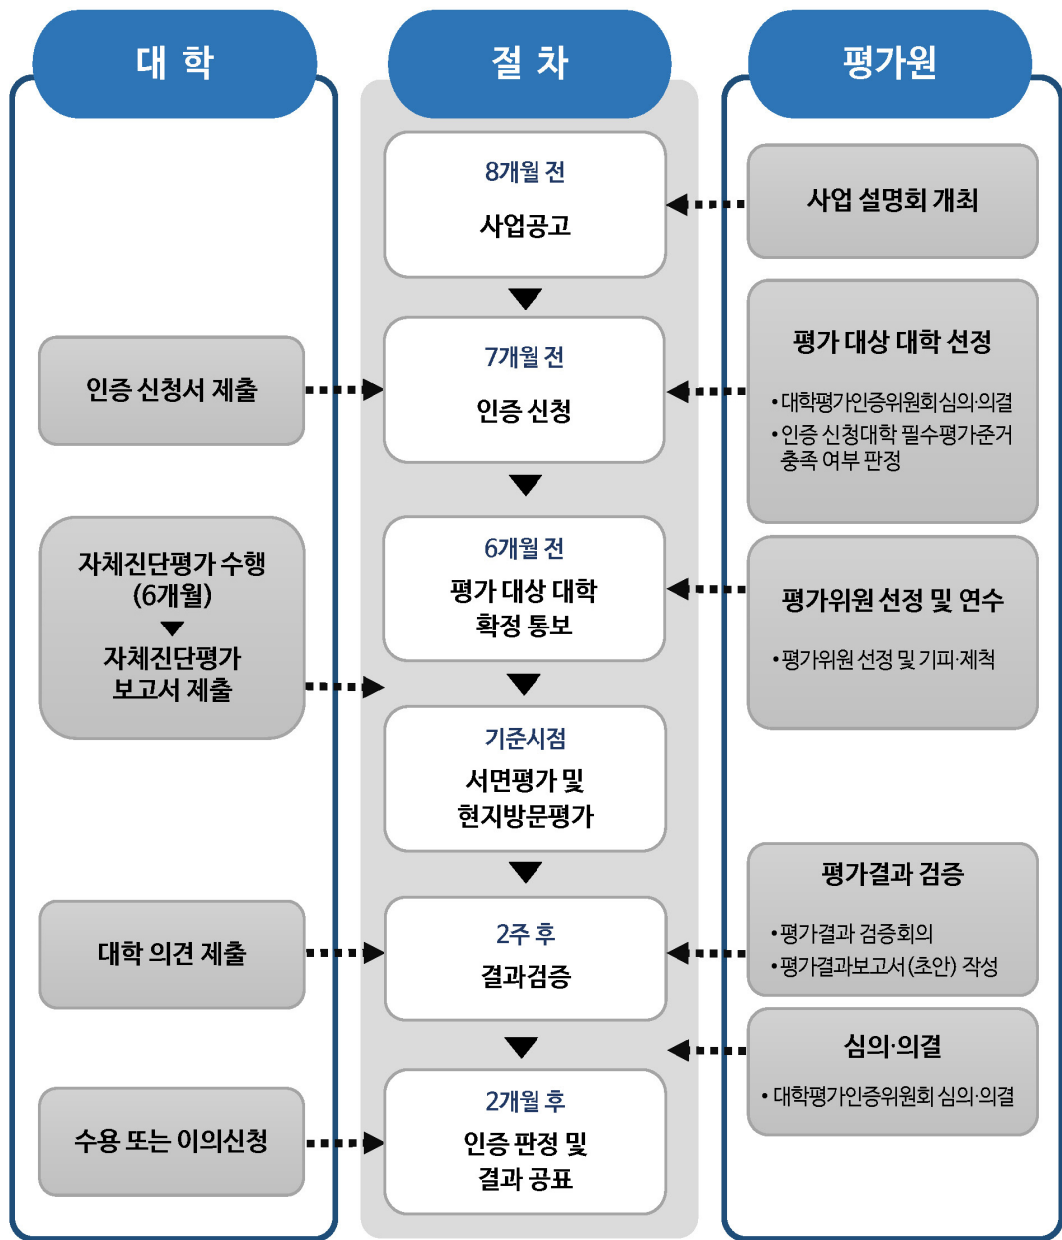 대 학
절 차
평가원
8개월 전
사업공고
사업 설명회 개최
인증 신청서 제출
7개월 전
인증 신청
평가 대상 대학 선정
• 대학평가인증위원회 심의·의결
• 인증 신청대학 필수평가준거
충족 여부 판정
자체진단평가 수행
(6개월)
자체진단평가
보고서 제출
6개월 전
평가 대상 대학
확정 통보
평가위원 선정 및 연수
• 평가위원 선정 및 기피·제척
기준시점
서면평가 및
현지방문평가
대학 의견 제출
2주 후
결과검증
평가결과 검증
• 평가결과 검증회의
• 평가결과보고서(초안) 작성
심의·의결
• 대학평가인증위원회 심의·의결
수용 또는 이의신청
2개월 후
인증 판정 및
결과 공표